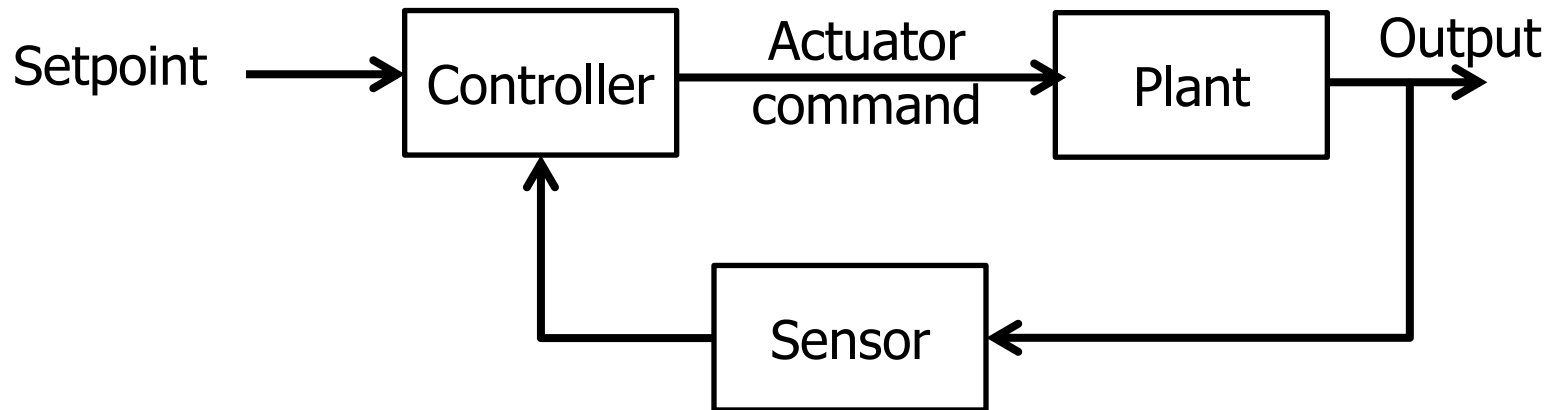 Setpoint
Controller
Actuator
command
Plant
Output
Sensor